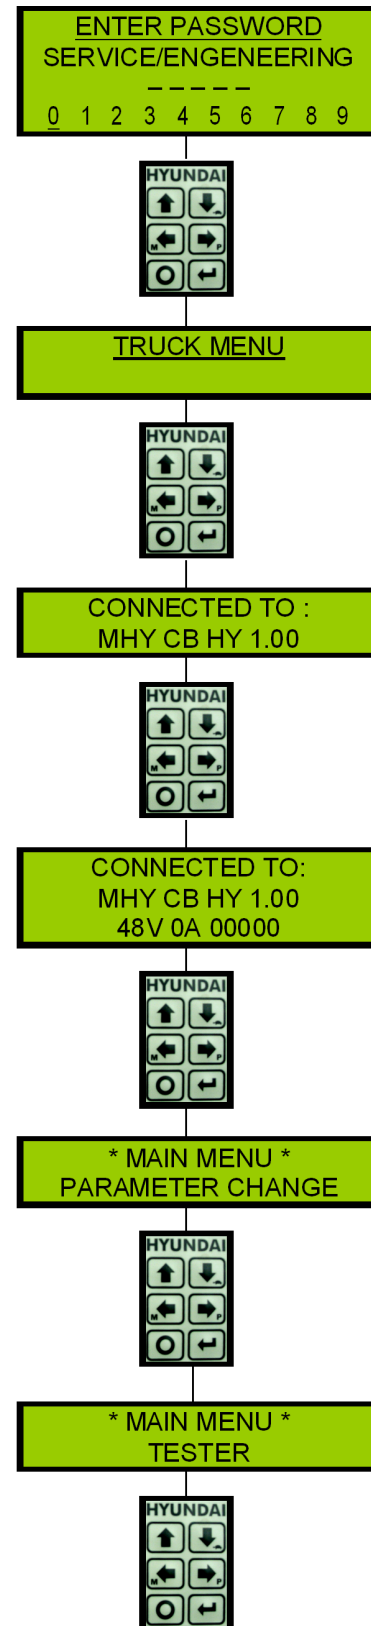 ENTER PASSWORD
SERVICE/ENGENEERING
_ _ _ _ _
0 1 2 3 4 5 6 7 8 9
HYUNDAI
M P
TRUCK MENU
HYUNDAI
M P
CONNECTED TO :
MHY CB HY 1.00
HYUNDAI
M P
CONNECTED TO:
MHY CB HY 1.00
48V 0A 00000
HYUNDAI
M P
* MAIN MENU *
PARAMETER CHANGE
HYUNDAI
M P
* MAIN MENU *
TESTER
HYUNDAI
M P